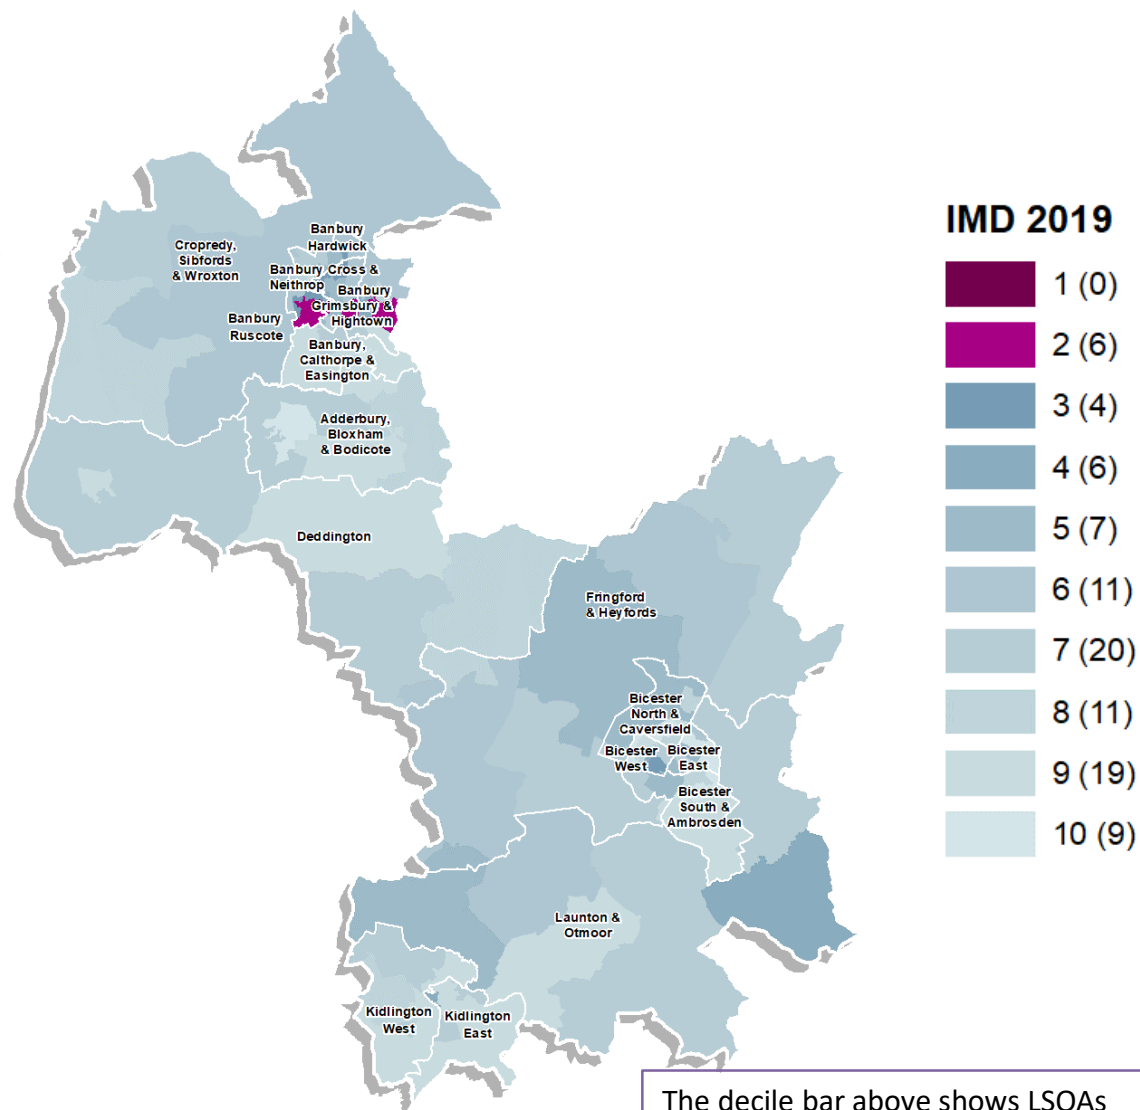 Banbury
Hardwick
Cropredy,
Sibfords
& Wroxton
Banbury Cross &
Neithrop
Banbury
Grimsbury &
Hightown
Banbury
Ruscote
Banbury,
Calthorpe &
Easington
Adderbury,
Bloxham
& Bodicote
Deddington
Fringford
& Heyfords
Bicester
North &
Caversfield
Bicester
West
Bicester
East
Bicester
South &
Ambrosden
Launton &
Otmoor
Kidlington
West
Kidlington
East
IMD 2019
1 (0)
2 (6)
3 (4)
4 (6)
5 (7)
6 (11)
7 (20)
8 (11)
9 (19)
10 (9)
The decile bar above shows LSOAs